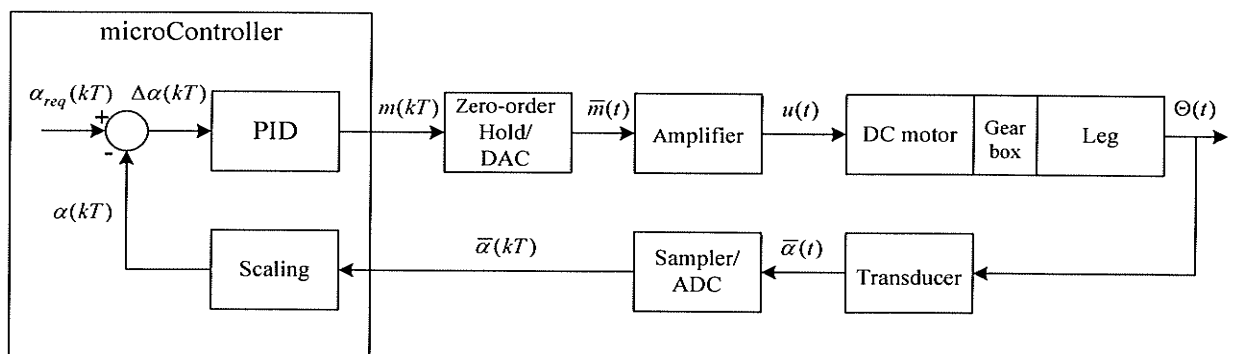 microController
α_req(kT)
Δα(kT)
+
-
PID
m(kT)
Zero-order
Hold/
DAC
m̅(t)
Amplifier
u(t)
DC motor
Gear
box
Leg
Θ(t)
α(kT)
Scaling
α̅(kT)
Sampler/
ADC
α̅(t)
Transducer